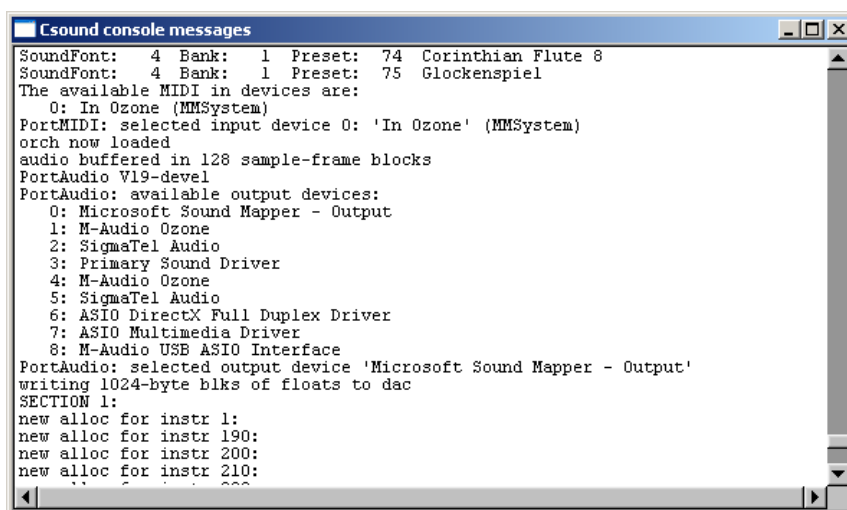 Csound console messages
SoundFont:   4  Bank:   1  Preset:  74  Corinthian Flute 8
SoundFont:   4  Bank:   1  Preset:  75  Glockenspiel
The available MIDI in devices are:
   0: In Ozone (MMSystem)
PortMIDI: selected input device 0: 'In Ozone' (MMSystem)
orch now loaded
audio buffered in 128 sample-frame blocks
PortAudio V19-devel
PortAudio: available output devices:
   0: Microsoft Sound Mapper - Output
   1: M-Audio Ozone
   2: SigmaTel Audio
   3: Primary Sound Driver
   4: M-Audio Ozone
   5: SigmaTel Audio
   6: ASIO DirectX Full Duplex Driver
   7: ASIO Multimedia Driver
   8: M-Audio USB ASIO Interface
PortAudio: selected output device 'Microsoft Sound Mapper - Output'
writing 1024-byte blks of floats to dac
SECTION 1:
new alloc for instr 1:
new alloc for instr 190:
new alloc for instr 200:
new alloc for instr 210: